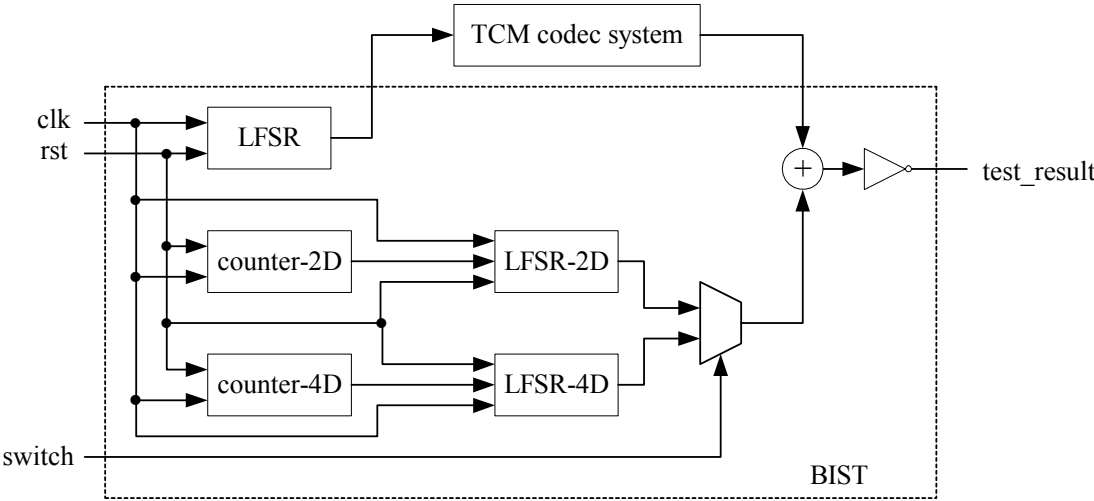 TCM codec system
clk
LFSR
rst
+
test_result
counter-2D
LFSR-2D
counter-4D
LFSR-4D
switch
BIST